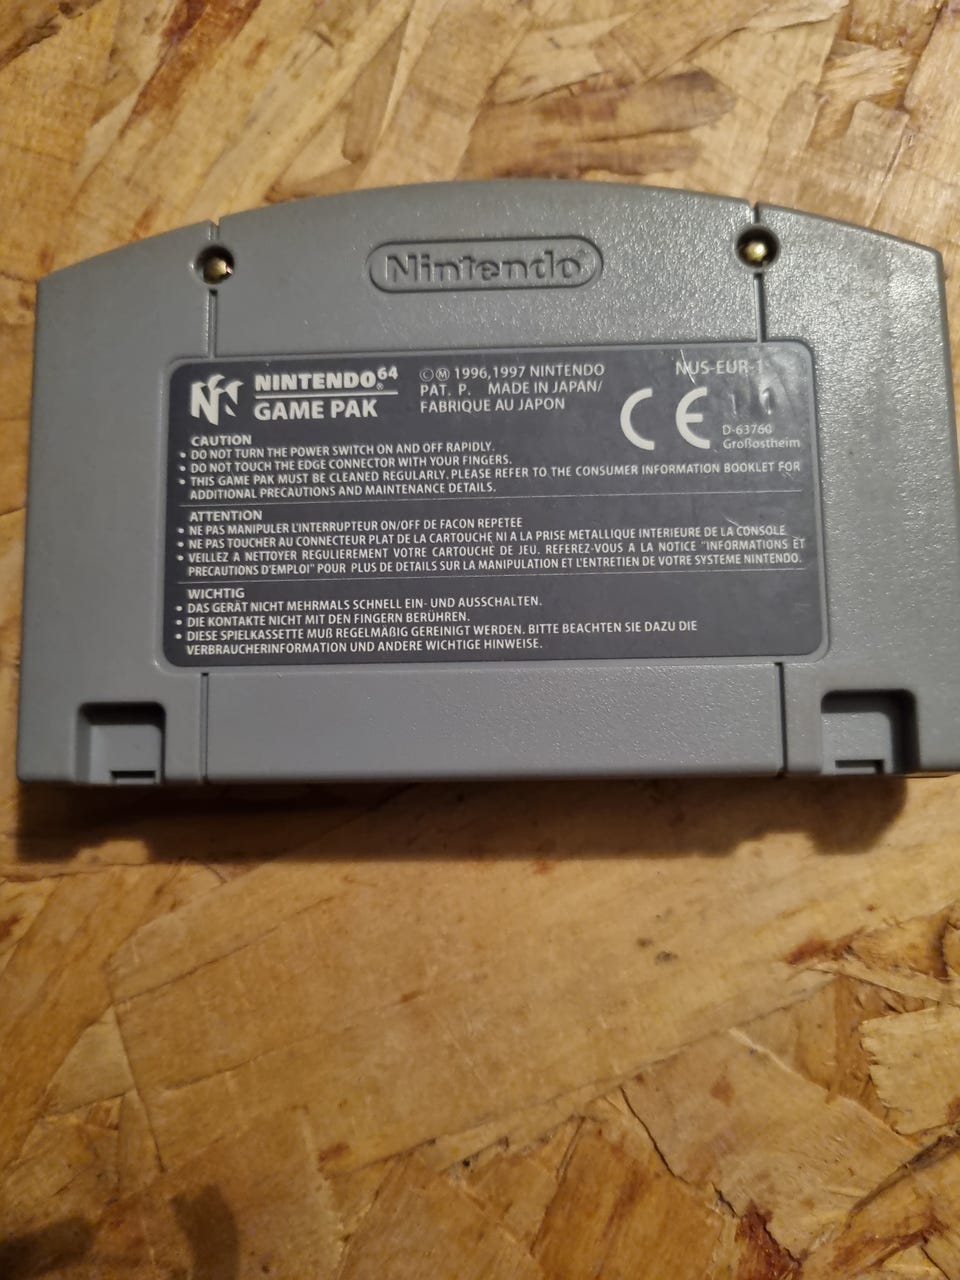 Nintendo®
NINTENDO 64®
GAME PAK
©Ⓜ 1996,1997 NINTENDO
PAT. P. MADE IN JAPAN/
FABRIQUE AU JAPON
NUS-EUR-1
CE
D-63760
Großostheim
CAUTION
• DO NOT TURN THE POWER SWITCH ON AND OFF RAPIDLY.
• DO NOT TOUCH THE EDGE CONNECTOR WITH YOUR FINGERS.
• THIS GAME PAK MUST BE CLEANED REGULARLY. PLEASE REFER TO THE CONSUMER INFORMATION BOOKLET FOR
ADDITIONAL PRECAUTIONS AND MAINTENANCE DETAILS.
ATTENTION
• NE PAS MANIPULER L'INTERRUPTEUR ON/OFF DE FACON REPETEE
• NE PAS TOUCHER AU CONNECTEUR PLAT DE LA CARTOUCHE NI A LA PRISE METALLIQUE INTERIEURE DE LA CONSOLE
• VEILLEZ A NETTOYER REGULIEREMENT VOTRE CARTOUCHE DE JEU. REFEREZ-VOUS A LA NOTICE "INFORMATIONS ET
PRECAUTIONS D'EMPLOI" POUR PLUS DE DETAILS SUR LA MANIPULATION ET L'ENTRETIEN DE VOTRE SYSTEME NINTENDO.
WICHTIG
• DAS GERÄT NICHT MEHRMALS SCHNELL EIN- UND AUSSCHALTEN.
• DIE KONTAKTE NICHT MIT DEN FINGERN BERÜHREN.
• DIESE SPIELKASSETTE MUß REGELMÄßIG GEREINIGT WERDEN. BITTE BEACHTEN SIE DAZU DIE
VERBRAUCHERINFORMATION UND ANDERE WICHTIGE HINWEISE.